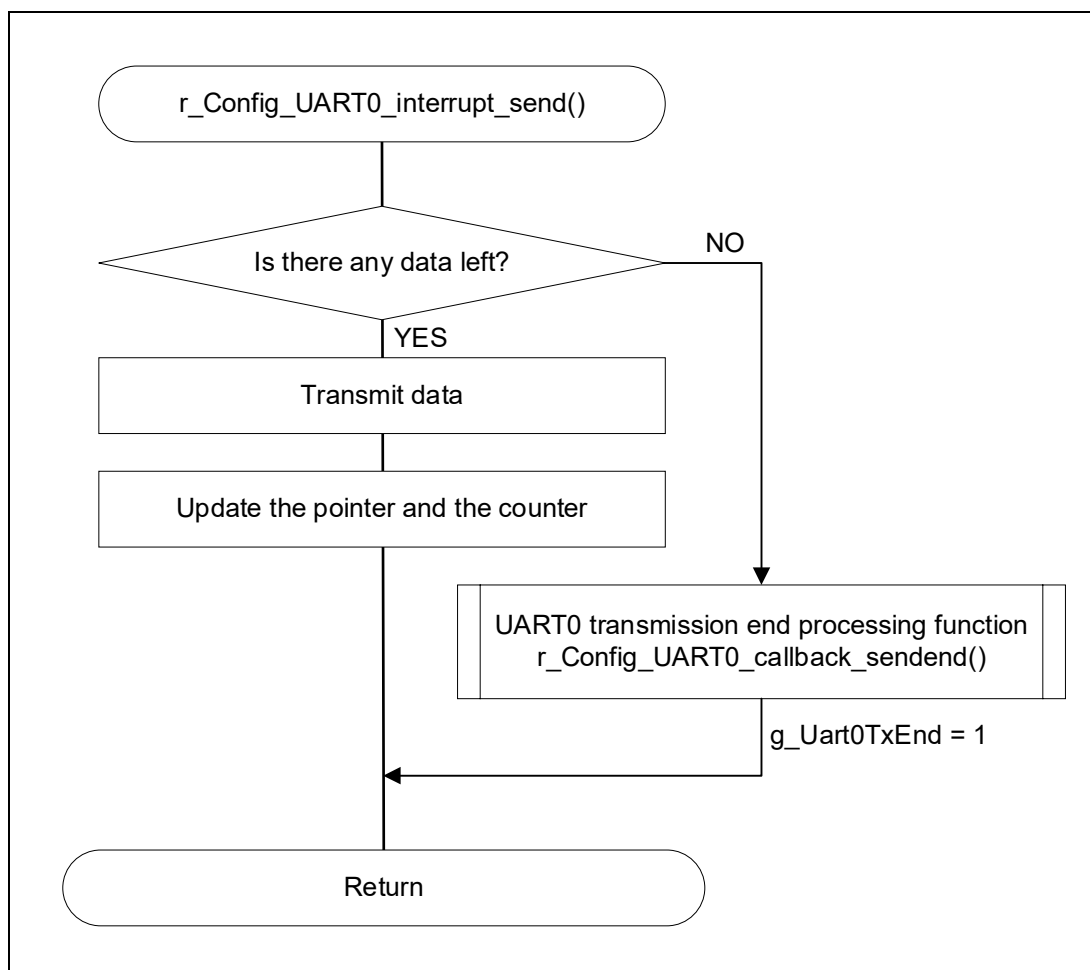 r_Config_UART0_interrupt_send()
Is there any data left?
NO
YES
Transmit data
Update the pointer and the counter
UART0 transmission end processing function
r_Config_UART0_callback_sendend()
g_Uart0TxEnd = 1
Return